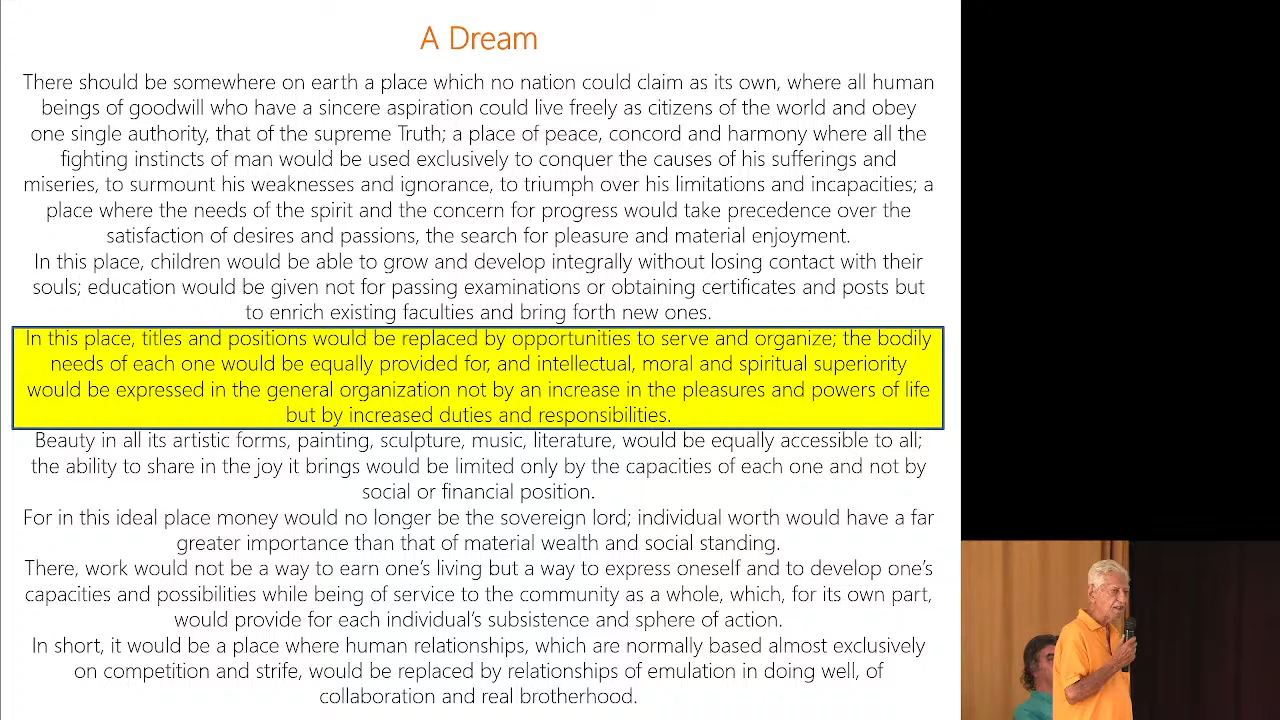 A Dream
There should be somewhere on earth a place which no nation could claim as its own, where all human
beings of goodwill who have a sincere aspiration could live freely as citizens of the world and obey
one single authority, that of the supreme Truth; a place of peace, concord and harmony where all the
fighting instincts of man would be used exclusively to conquer the causes of his sufferings and
miseries, to surmount his weaknesses and ignorance, to triumph over his limitations and incapacities; a
place where the needs of the spirit and the concern for progress would take precedence over the
satisfaction of desires and passions, the search for pleasure and material enjoyment.
In this place, children would be able to grow and develop integrally without losing contact with their
souls; education would be given not for passing examinations or obtaining certificates and posts but
to enrich existing faculties and bring forth new ones.
In this place, titles and positions would be replaced by opportunities to serve and organize; the bodily
needs of each one would be equally provided for, and intellectual, moral and spiritual superiority
would be expressed in the general organization not by an increase in the pleasures and powers of life
but by increased duties and responsibilities.
Beauty in all its artistic forms, painting, sculpture, music, literature, would be equally accessible to all;
the ability to share in the joy it brings would be limited only by the capacities of each one and not by
social or financial position.
For in this ideal place money would no longer be the sovereign lord; individual worth would have a far
greater importance than that of material wealth and social standing.
There, work would not be a way to earn one's living but a way to express oneself and to develop one's
capacities and possibilities while being of service to the community as a whole, which, for its own part,
would provide for each individual's subsistence and sphere of action.
In short, it would be a place where human relationships, which are normally based almost exclusively
on competition and strife, would be replaced by relationships of emulation in doing well, of
collaboration and real brotherhood.